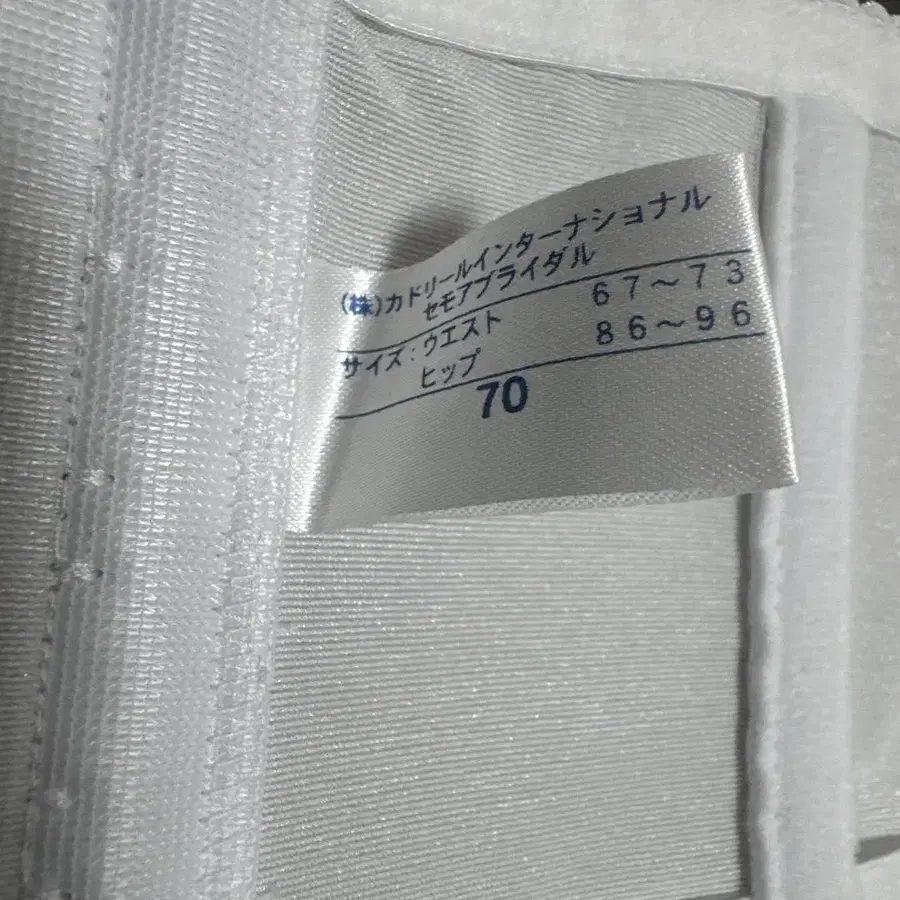 (株)カドリールインターナショナル
セモアブライダル
サイズ:ウエスト 67~73
ヒップ 86~96
70